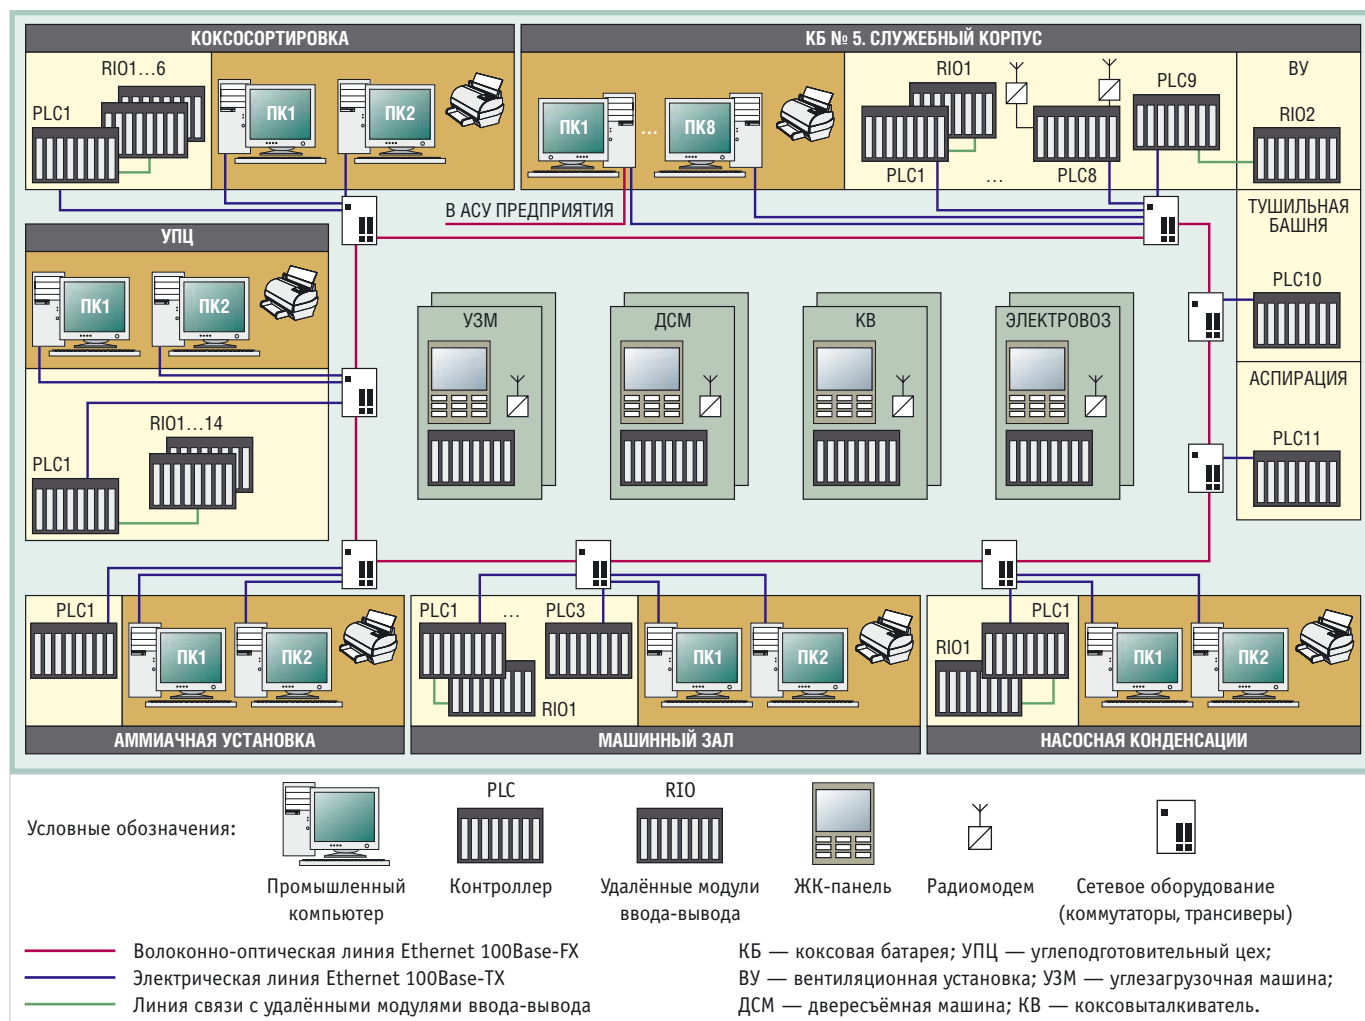 КОКСОСОРТИРОВКА
RIO1...6
PLC1
ПК1
ПК2
КБ № 5. СЛУЖЕБНЫЙ КОРПУС
ПК1
...
ПК8
RIO1
PLC1
...
PLC8
PLC9
ВУ
RIO2
В АСУ ПРЕДПРИЯТИЯ
ТУШИЛЬНАЯ
БАШНЯ
PLC10
АСПИРАЦИЯ
PLC11
УПЦ
ПК1
ПК2
RIO1...14
PLC1
УЗМ
ДСМ
КВ
ЭЛЕКТРОВОЗ
PLC1
ПК1
ПК2
АММИАЧНАЯ УСТАНОВКА
PLC1
...
PLC3
RIO1
ПК1
ПК2
МАШИННЫЙ ЗАЛ
PLC1
RIO1
ПК1
ПК2
НАСОСНАЯ КОНДЕНСАЦИИ
Условные обозначения:
Промышленный
компьютер
PLC
Контроллер
RIO
Удалённые модули
ввода-вывода
ЖК-панель
Радиомодем
Сетевое оборудование
(коммутаторы, трансиверы)
Волоконно-оптическая линия Ethernet 100Base-FX
Электрическая линия Ethernet 100Base-TX
Линия связи с удалёнными модулями ввода-вывода
КБ — коксовая батарея; УПЦ — углеподготовительный цех;
ВУ — вентиляционная установка; УЗМ — углезагрузочная машина;
ДСМ — двересъёмная машина; КВ — коксовыталкиватель.